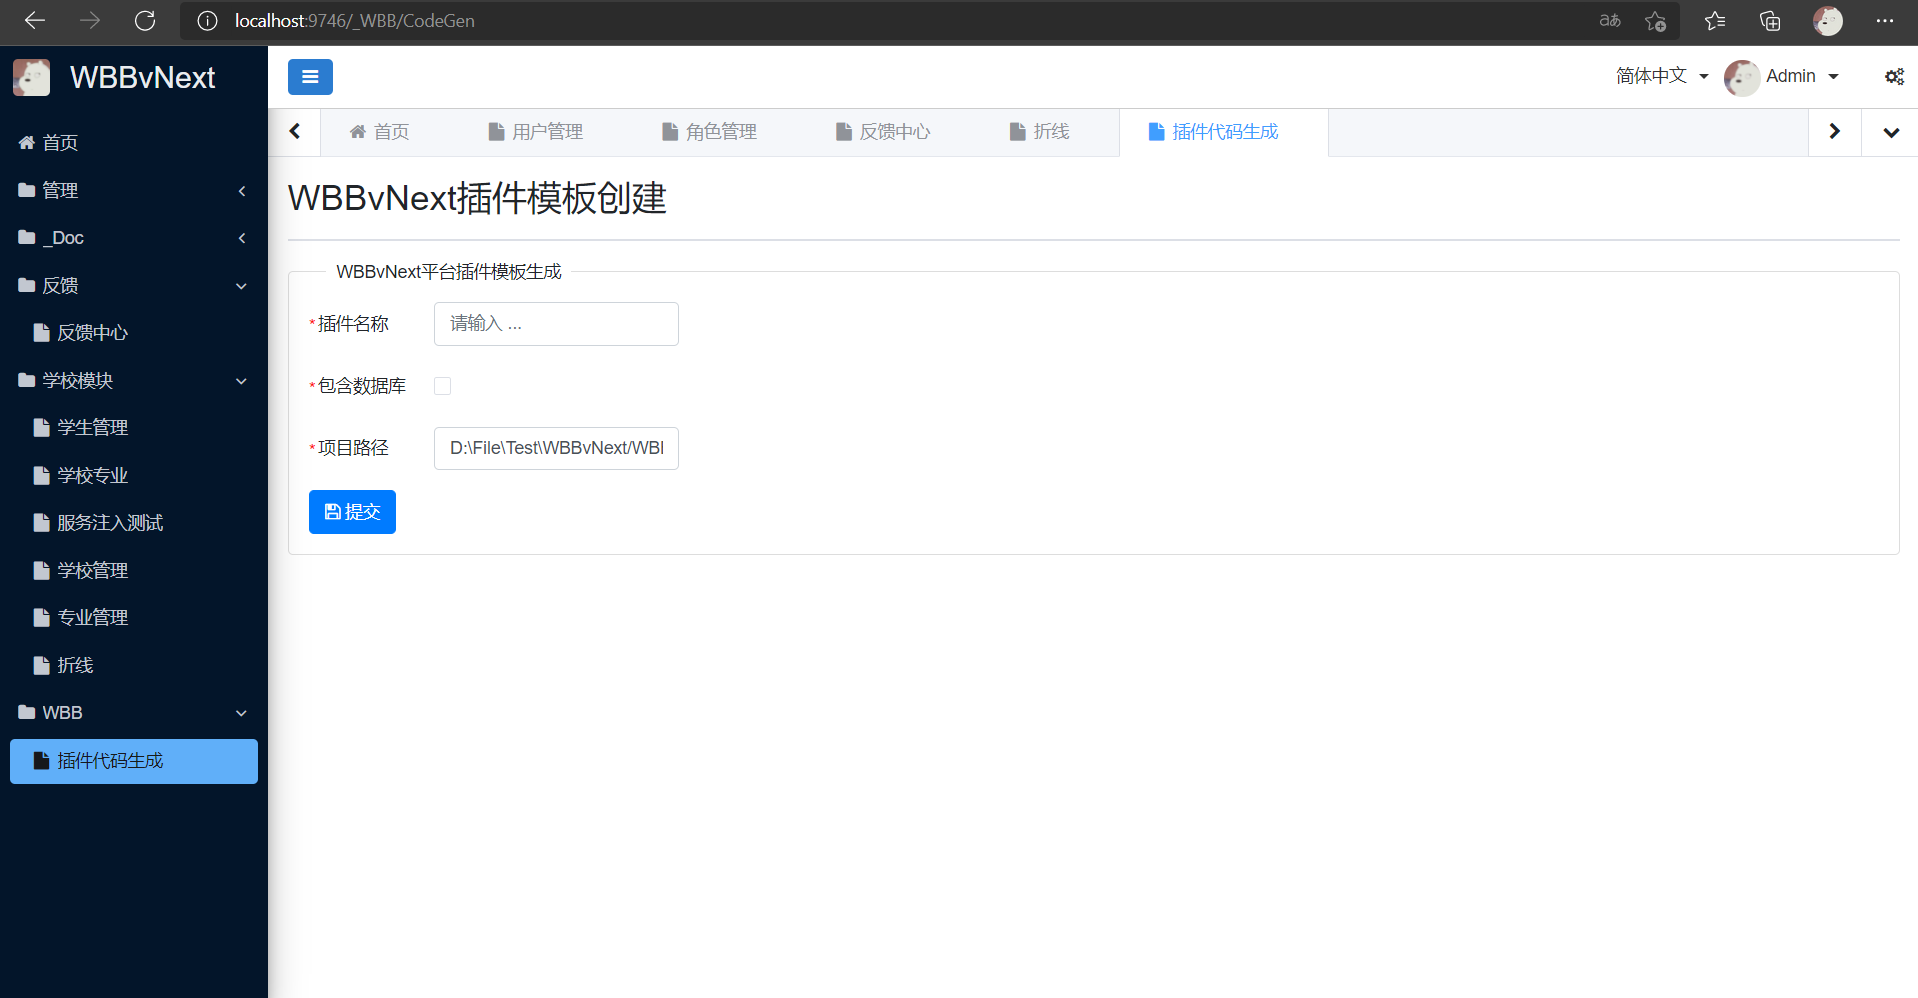 localhost:9746/_WBB/CodeGen
WBBvNext
简体中文
Admin
首页
管理
_Doc
反馈
反馈中心
学校模块
学生管理
学校专业
服务注入测试
学校管理
专业管理
折线
WBB
插件代码生成
首页
用户管理
角色管理
反馈中心
折线
插件代码生成
WBBvNext插件模板创建
WBBvNext平台插件模板生成
*插件名称
请输入 ...
*包含数据库
*项目路径
D:\File\Test\WBBvNext/WBI
提交